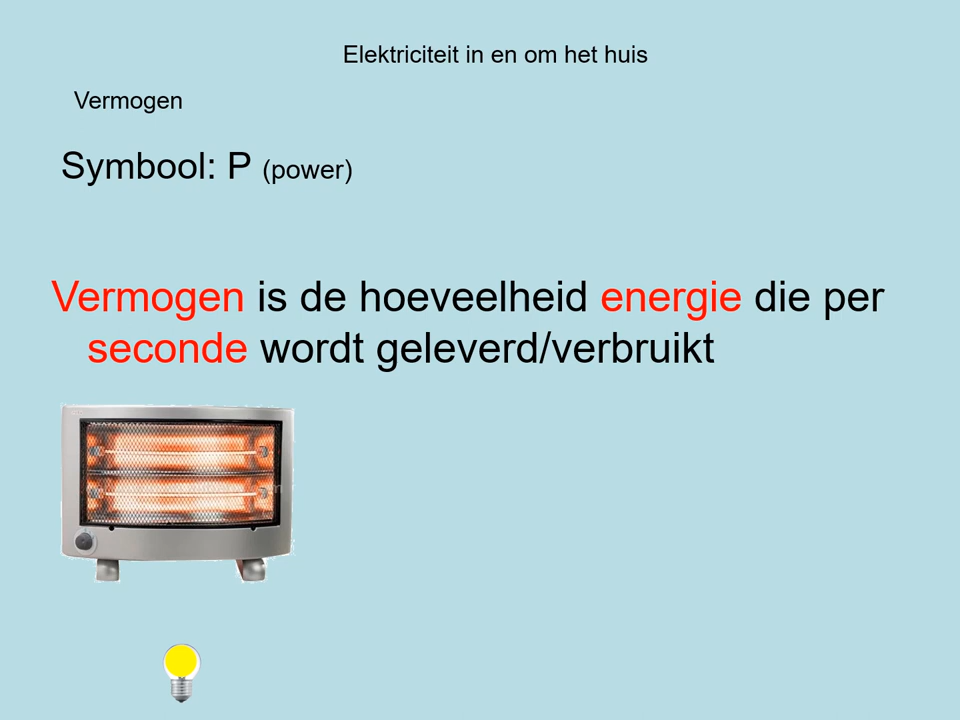 Elektriciteit in en om het huis
Vermogen
Symbool: P (power)
Vermogen is de hoeveelheid energie die per
seconde wordt geleverd/verbruikt